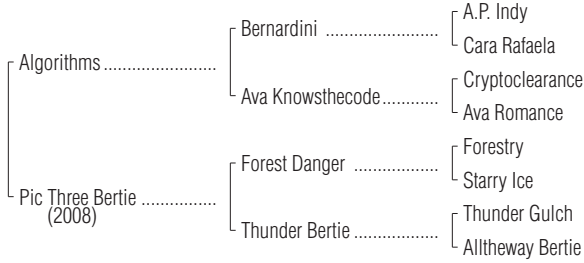 A.P. Indy
Bernardini ........................
Cara Rafaela
Algorithms ........................
Cryptoclearance
Ava Knowsthecode............
Ava Romance
Forestry
Forest Danger ..................
Starry Ice
Pic Three Bertie ................
(2008)
Thunder Gulch
Thunder Bertie ..................
Alltheway Bertie